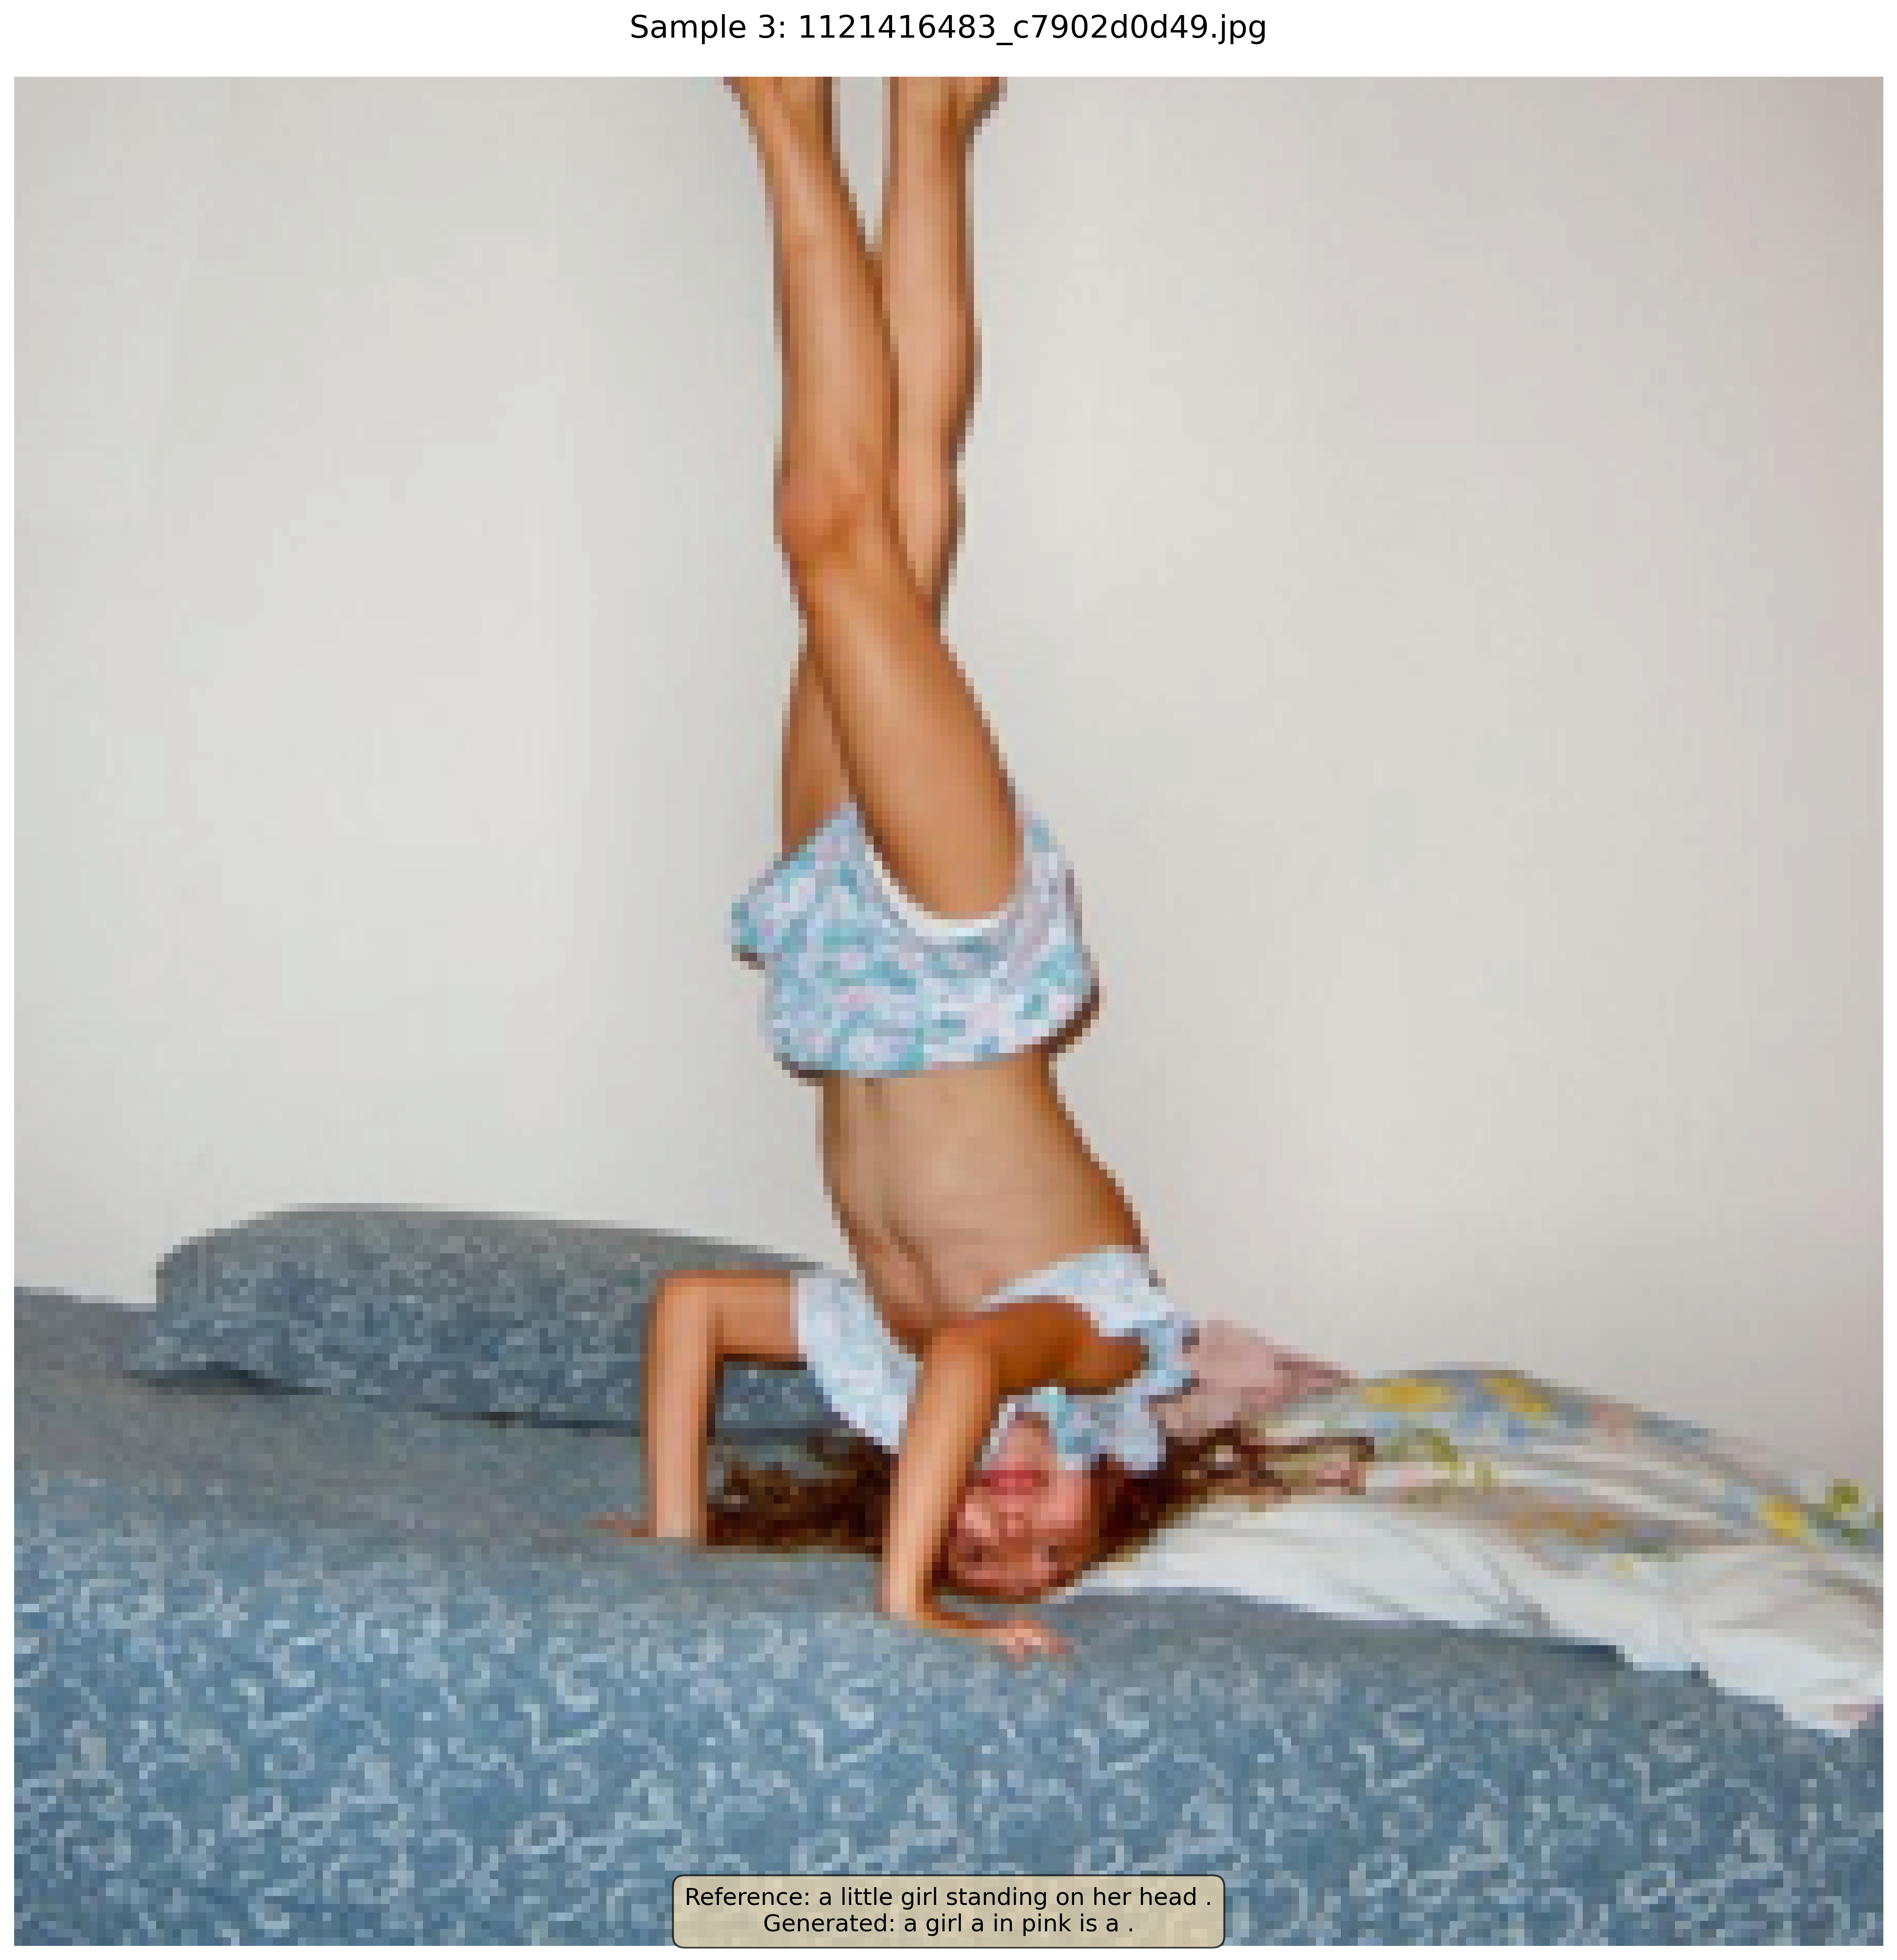 Sample 3: 1121416483_c7902d0d49.jpg
Reference: a little girl standing on her head .
Generated: a girl a in pink is a .